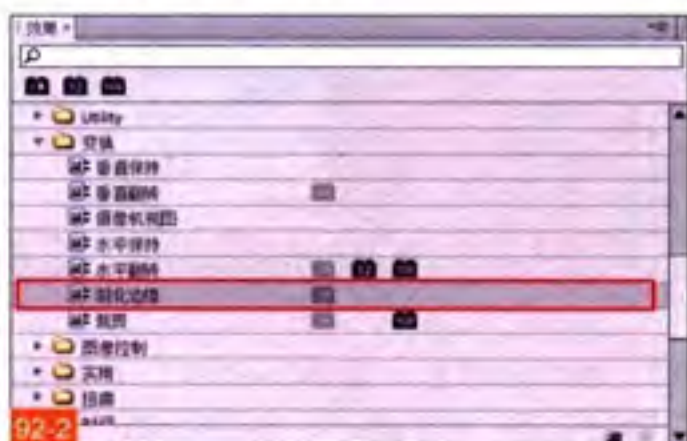 效果 ×
Utility
变换
垂直保持
垂直翻转
摄像机视图
水平保持
水平翻转
羽化边缘
裁剪
图像控制
实用
扭曲
92-2